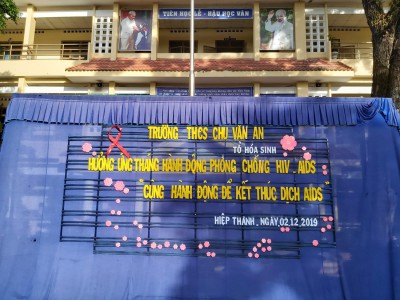 TIÊN HỌC LỄ - HẬU HỌC VĂN
TRƯỜNG THCS CHU VĂN AN
TỔ HÓA SINH
HƯỞNG ỨNG THÁNG HÀNH ĐỘNG PHÒNG CHỐNG HIV - AIDS
CÙNG HÀNH ĐỘNG ĐỂ KẾT THÚC DỊCH AIDS
HIỆP THÀNH, NGÀY 02.12.2019